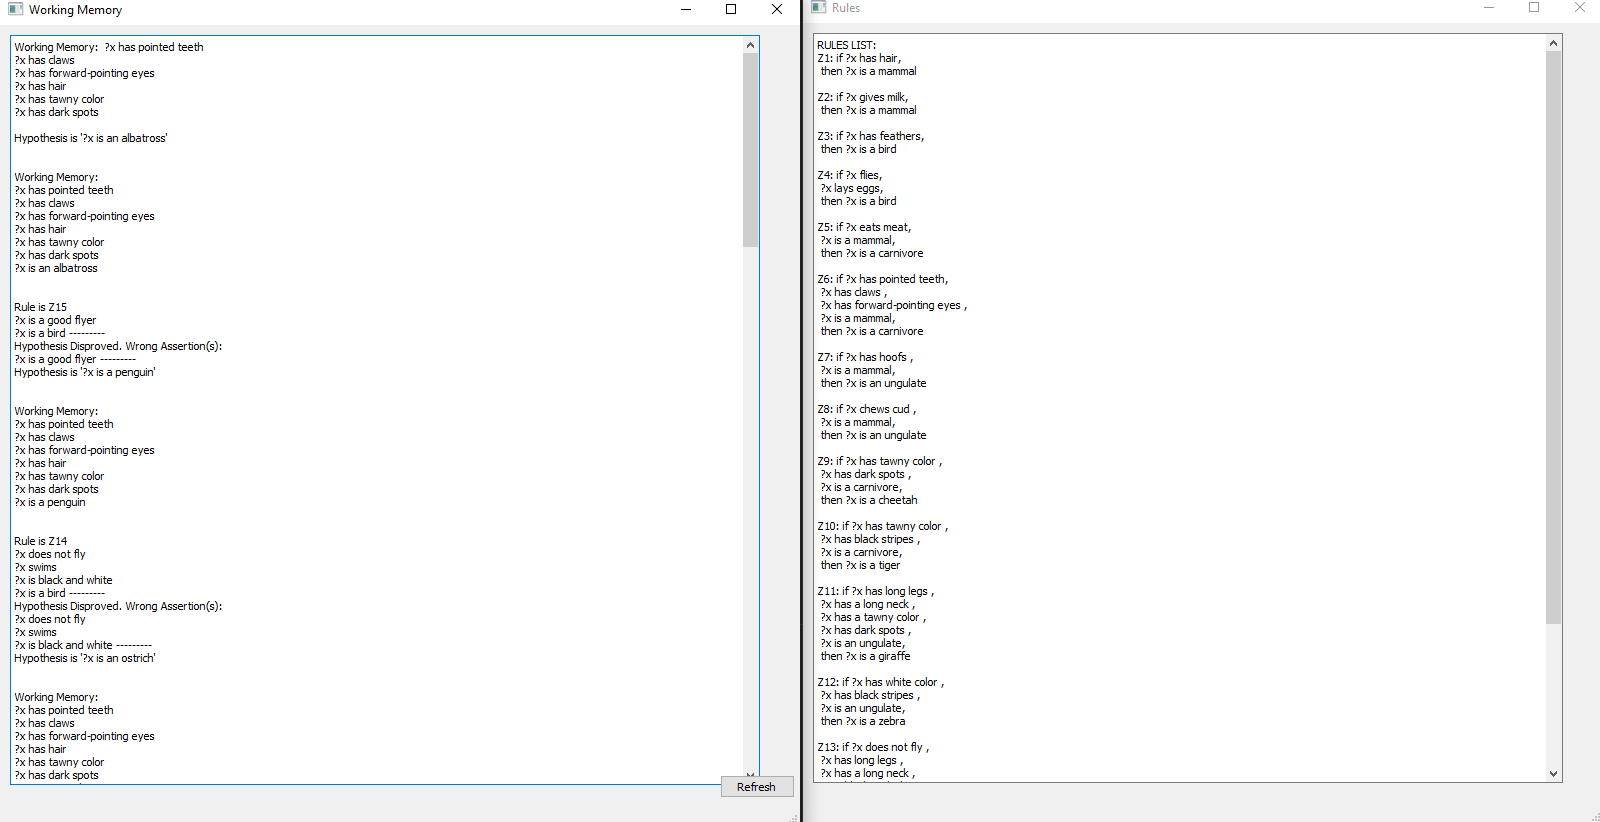 Working Memory
Working Memory:  ?x has pointed teeth
?x has claws
?x has forward-pointing eyes
?x has hair
?x has tawny color
?x has dark spots
Hypothesis is '?x is an albatross'
Working Memory:
?x has pointed teeth
?x has claws
?x has forward-pointing eyes
?x has hair
?x has tawny color
?x has dark spots
?x is an albatross
Rule is Z15
?x is a good flyer
?x is a bird ---------
Hypothesis Disproved. Wrong Assertion(s):
?x is a good flyer ---------
Hypothesis is '?x is a penguin'
Working Memory:
?x has pointed teeth
?x has claws
?x has forward-pointing eyes
?x has hair
?x has tawny color
?x has dark spots
?x is a penguin
Rule is Z14
?x does not fly
?x swims
?x is black and white
?x is a bird ---------
Hypothesis Disproved. Wrong Assertion(s):
?x does not fly
?x swims
?x is black and white ---------
Hypothesis is '?x is an ostrich'
Working Memory:
?x has pointed teeth
?x has claws
?x has forward-pointing eyes
?x has hair
?x has tawny color
?x has dark spots
Refresh
Rules
RULES LIST:
Z1: if ?x has hair,
then ?x is a mammal
Z2: if ?x gives milk,
then ?x is a mammal
Z3: if ?x has feathers,
then ?x is a bird
Z4: if ?x flies,
?x lays eggs,
then ?x is a bird
Z5: if ?x eats meat,
?x is a mammal,
then ?x is a carnivore
Z6: if ?x has pointed teeth,
?x has claws ,
?x has forward-pointing eyes ,
?x is a mammal,
then ?x is a carnivore
Z7: if ?x has hoofs ,
?x is a mammal,
then ?x is an ungulate
Z8: if ?x chews cud ,
?x is a mammal,
then ?x is an ungulate
Z9: if ?x has tawny color ,
?x has dark spots ,
?x is a carnivore,
then ?x is a cheetah
Z10: if ?x has tawny color ,
?x has black stripes ,
?x is a carnivore,
then ?x is a tiger
Z11: if ?x has long legs ,
?x has a long neck ,
?x has a tawny color ,
?x has dark spots ,
?x is an ungulate,
then ?x is a giraffe
Z12: if ?x has white color ,
?x has black stripes ,
?x is an ungulate,
then ?x is a zebra
Z13: if ?x does not fly ,
?x has long legs ,
?x has a long neck ,